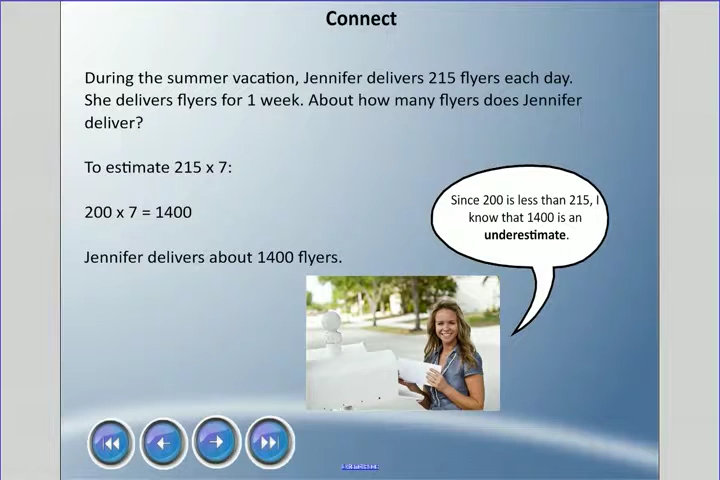 Connect
During the summer vacation, Jennifer delivers 215 flyers each day.
She delivers flyers for 1 week. About how many flyers does Jennifer
deliver?
To estimate 215 x 7:
200 x 7 = 1400
Jennifer delivers about 1400 flyers.
Since 200 is less than 215, I
know that 1400 is an
underestimate.